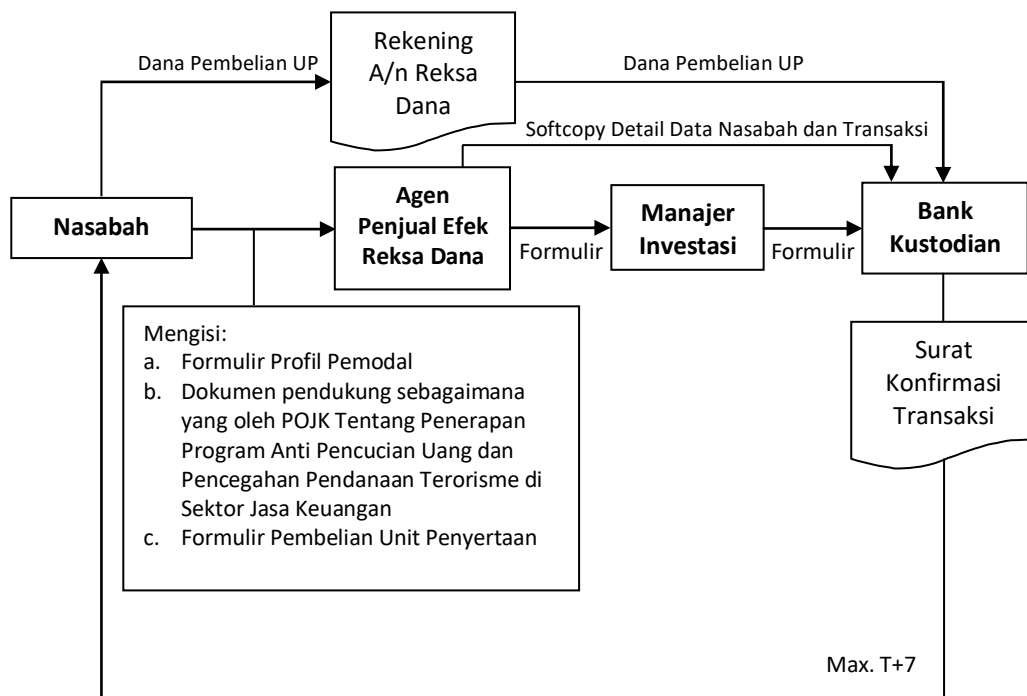 Rekening
A/n Reksa
Dana
Dana Pembelian UP
Dana Pembelian UP
Softcopy Detail Data Nasabah dan Transaksi
Nasabah
Agen
Penjual Efek
Reksa Dana
Formulir
Manajer
Investasi
Formulir
Bank
Kustodian
Mengisi:
a. Formulir Profil Pemodal
b. Dokumen pendukung sebagaimana
yang oleh POJK Tentang Penerapan
Program Anti Pencucian Uang dan
Pencegahan Pendanaan Terorisme di
Sektor Jasa Keuangan
c. Formulir Pembelian Unit Penyertaan
Surat
Konfirmasi
Transaksi
Max. T+7